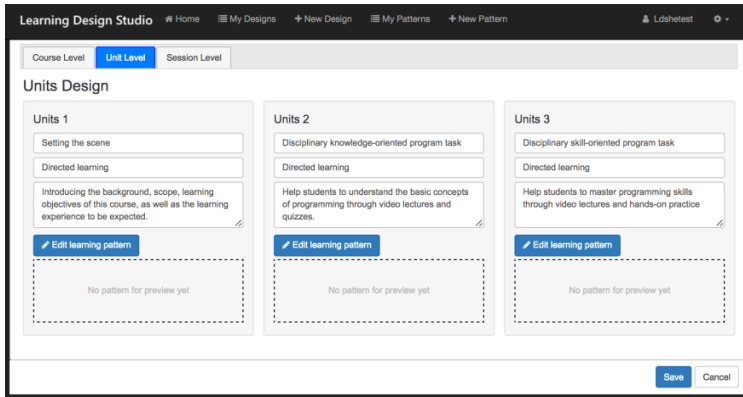 Learning Design Studio Home My Designs New Design My Patterns New Pattern Ldshetest
Course Level Unit Level Session Level
Units Design
Units 1
Setting the scene
Directed learning
Introducing the background, scope, learning
objectives of this course, as well as the learning
experience to be expected.
Edit learning pattern
No pattern for preview yet
Units 2
Disciplinary knowledge-oriented program task
Directed learning
Help students to understand the basic concepts
of programming through video lectures and
quizzes.
Edit learning pattern
No pattern for preview yet
Units 3
Disciplinary skill-oriented program task
Directed learning
Help students to master programming skills
through video lectures and hands-on practice
Edit learning pattern
No pattern for preview yet
Save Cancel